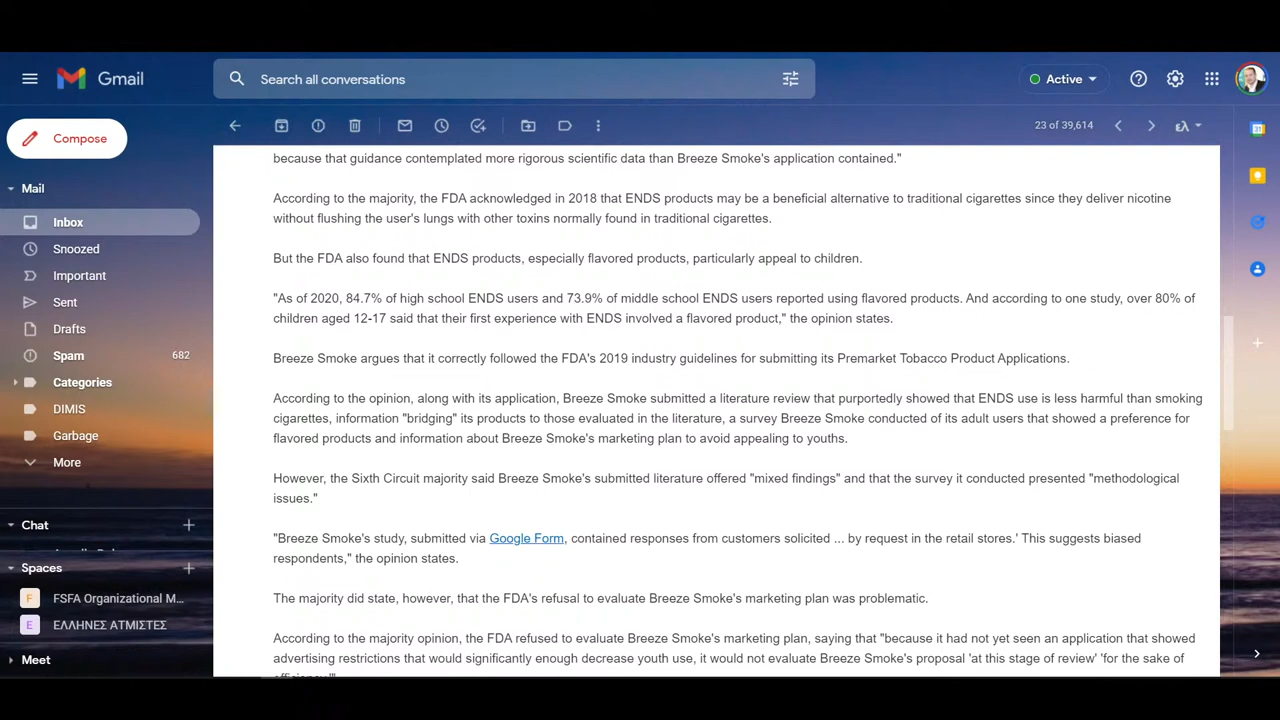 Gmail
Search all conversations
Active
Compose
23 of 39,614
ελ
Mail
Inbox
Snoozed
Important
Sent
Drafts
Spam 682
Categories
DIMIS
Garbage
More
Chat
Spaces
F FSFA Organizational M...
E ΕΛΛΗΝΕΣ ΑΤΜΙΣΤΕΣ
Meet
31
because that guidance contemplated more rigorous scientific data than Breeze Smoke's application contained."
According to the majority, the FDA acknowledged in 2018 that ENDS products may be a beneficial alternative to traditional cigarettes since they deliver nicotine
without flushing the user's lungs with other toxins normally found in traditional cigarettes.
But the FDA also found that ENDS products, especially flavored products, particularly appeal to children.
"As of 2020, 84.7% of high school ENDS users and 73.9% of middle school ENDS users reported using flavored products. And according to one study, over 80% of
children aged 12-17 said that their first experience with ENDS involved a flavored product," the opinion states.
Breeze Smoke argues that it correctly followed the FDA's 2019 industry guidelines for submitting its Premarket Tobacco Product Applications.
According to the opinion, along with its application, Breeze Smoke submitted a literature review that purportedly showed that ENDS use is less harmful than smoking
cigarettes, information "bridging" its products to those evaluated in the literature, a survey Breeze Smoke conducted of its adult users that showed a preference for
flavored products and information about Breeze Smoke's marketing plan to avoid appealing to youths.
However, the Sixth Circuit majority said Breeze Smoke's submitted literature offered "mixed findings" and that the survey it conducted presented "methodological
issues."
"Breeze Smoke's study, submitted via Google Form, contained responses from customers solicited ... by request in the retail stores.' This suggests biased
respondents," the opinion states.
The majority did state, however, that the FDA's refusal to evaluate Breeze Smoke's marketing plan was problematic.
According to the majority opinion, the FDA refused to evaluate Breeze Smoke's marketing plan, saying that "because it had not yet seen an application that showed
advertising restrictions that would significantly enough decrease youth use, it would not evaluate Breeze Smoke's proposal 'at this stage of review' 'for the sake of